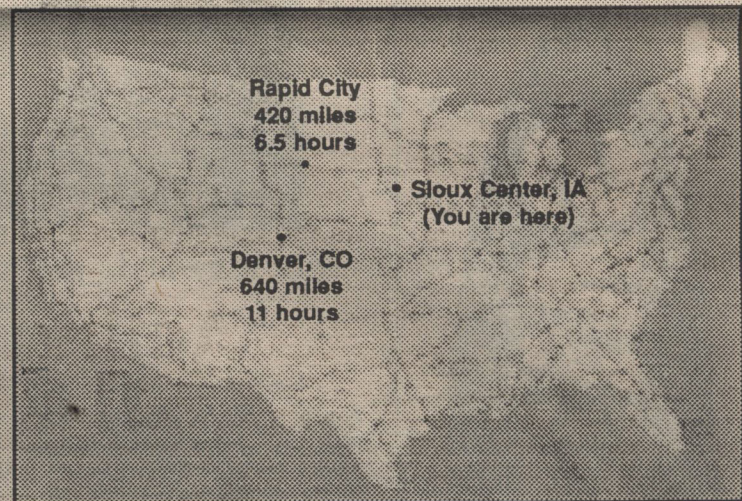 Rapid City
420 miles
6.5 hours
Sioux Center, IA
(You are here)
Denver, CO
640 miles
11 hours